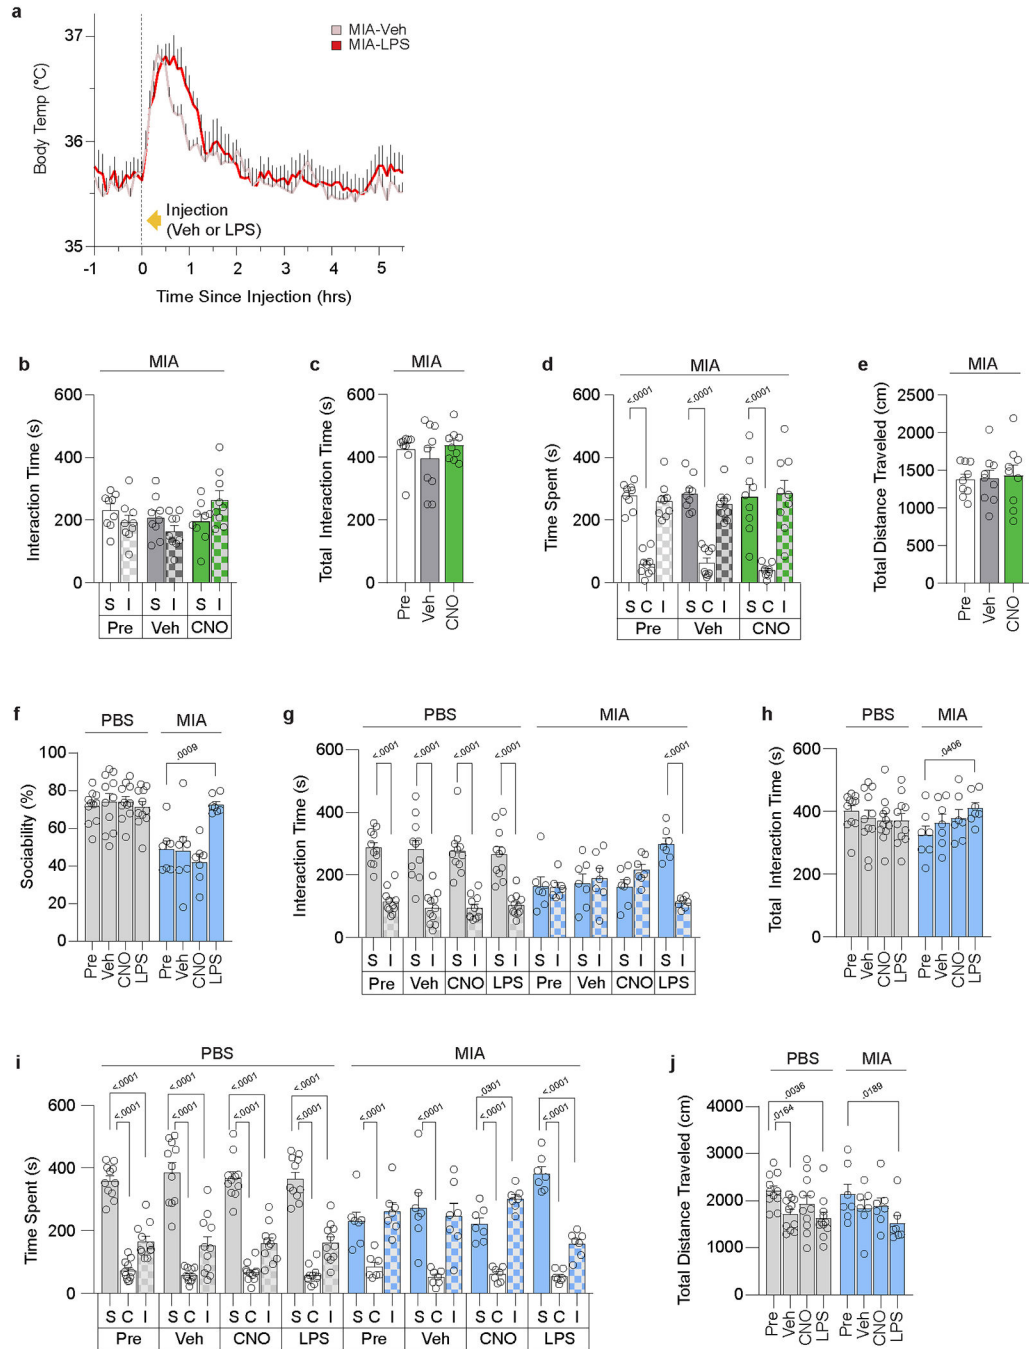 a
37
36
35
Body Temp (°C)
MIA-Veh
MIA-LPS
Injection
(Veh or LPS)
-1 0 1 2 3 4 5
Time Since Injection (hrs)
b
MIA
600
400
200
0
Interaction Time (s)
S I S I S I
Pre Veh CNO
c
MIA
600
400
200
0
Total Interaction Time (s)
Pre
Veh
CNO
d
MIA
<.0001 <.0001 <.0001
600
400
200
0
Time Spent (s)
S C I S C I S C I
Pre Veh CNO
e
MIA
2500
2000
1500
1000
500
0
Total Distance Traveled (cm)
Pre
Veh
CNO
f
PBS MIA
.0009
100
80
60
40
20
0
Sociability (%)
Pre
Veh
CNO
LPS
Pre
Veh
CNO
LPS
g
PBS MIA
<.0001 <.0001 <.0001 <.0001 <.0001
600
400
200
0
Interaction Time (s)
S I S I S I S I S I S I S I S I
Pre Veh CNO LPS Pre Veh CNO LPS
h
PBS MIA
.0406
600
400
200
0
Total Interaction Time (s)
Pre
Veh
CNO
LPS
Pre
Veh
CNO
LPS
i
PBS MIA
<.0001 <.0001 <.0001 <.0001 .0301 <.0001
<.0001 <.0001 <.0001 <.0001 <.0001 <.0001 <.0001 <.0001
600
400
200
0
Time Spent (s)
S C I S C I S C I S C I S C I S C I S C I S C I
Pre Veh CNO LPS Pre Veh CNO LPS
j
PBS MIA
.0036 .0189
.0164
4000
3000
2000
1000
0
Total Distance Traveled (cm)
Pre
Veh
CNO
LPS
Pre
Veh
CNO
LPS